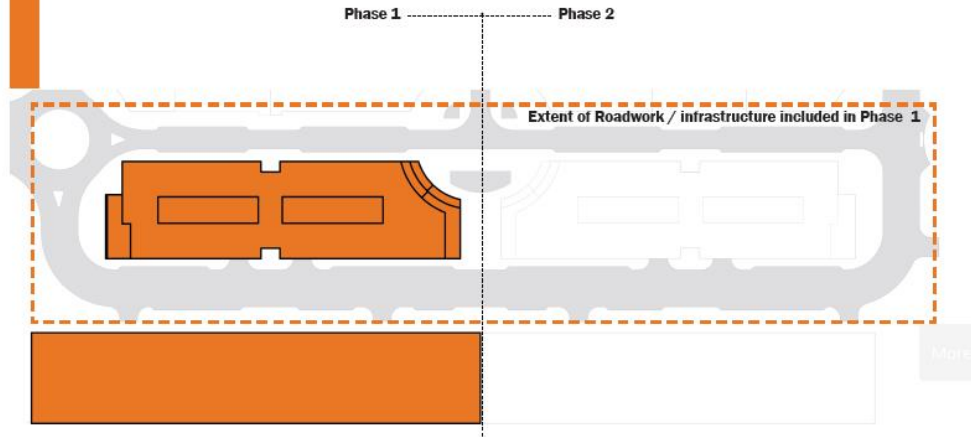 Phase 1 Phase 2
Extent of Roadwork / infrastructure included in Phase 1
More